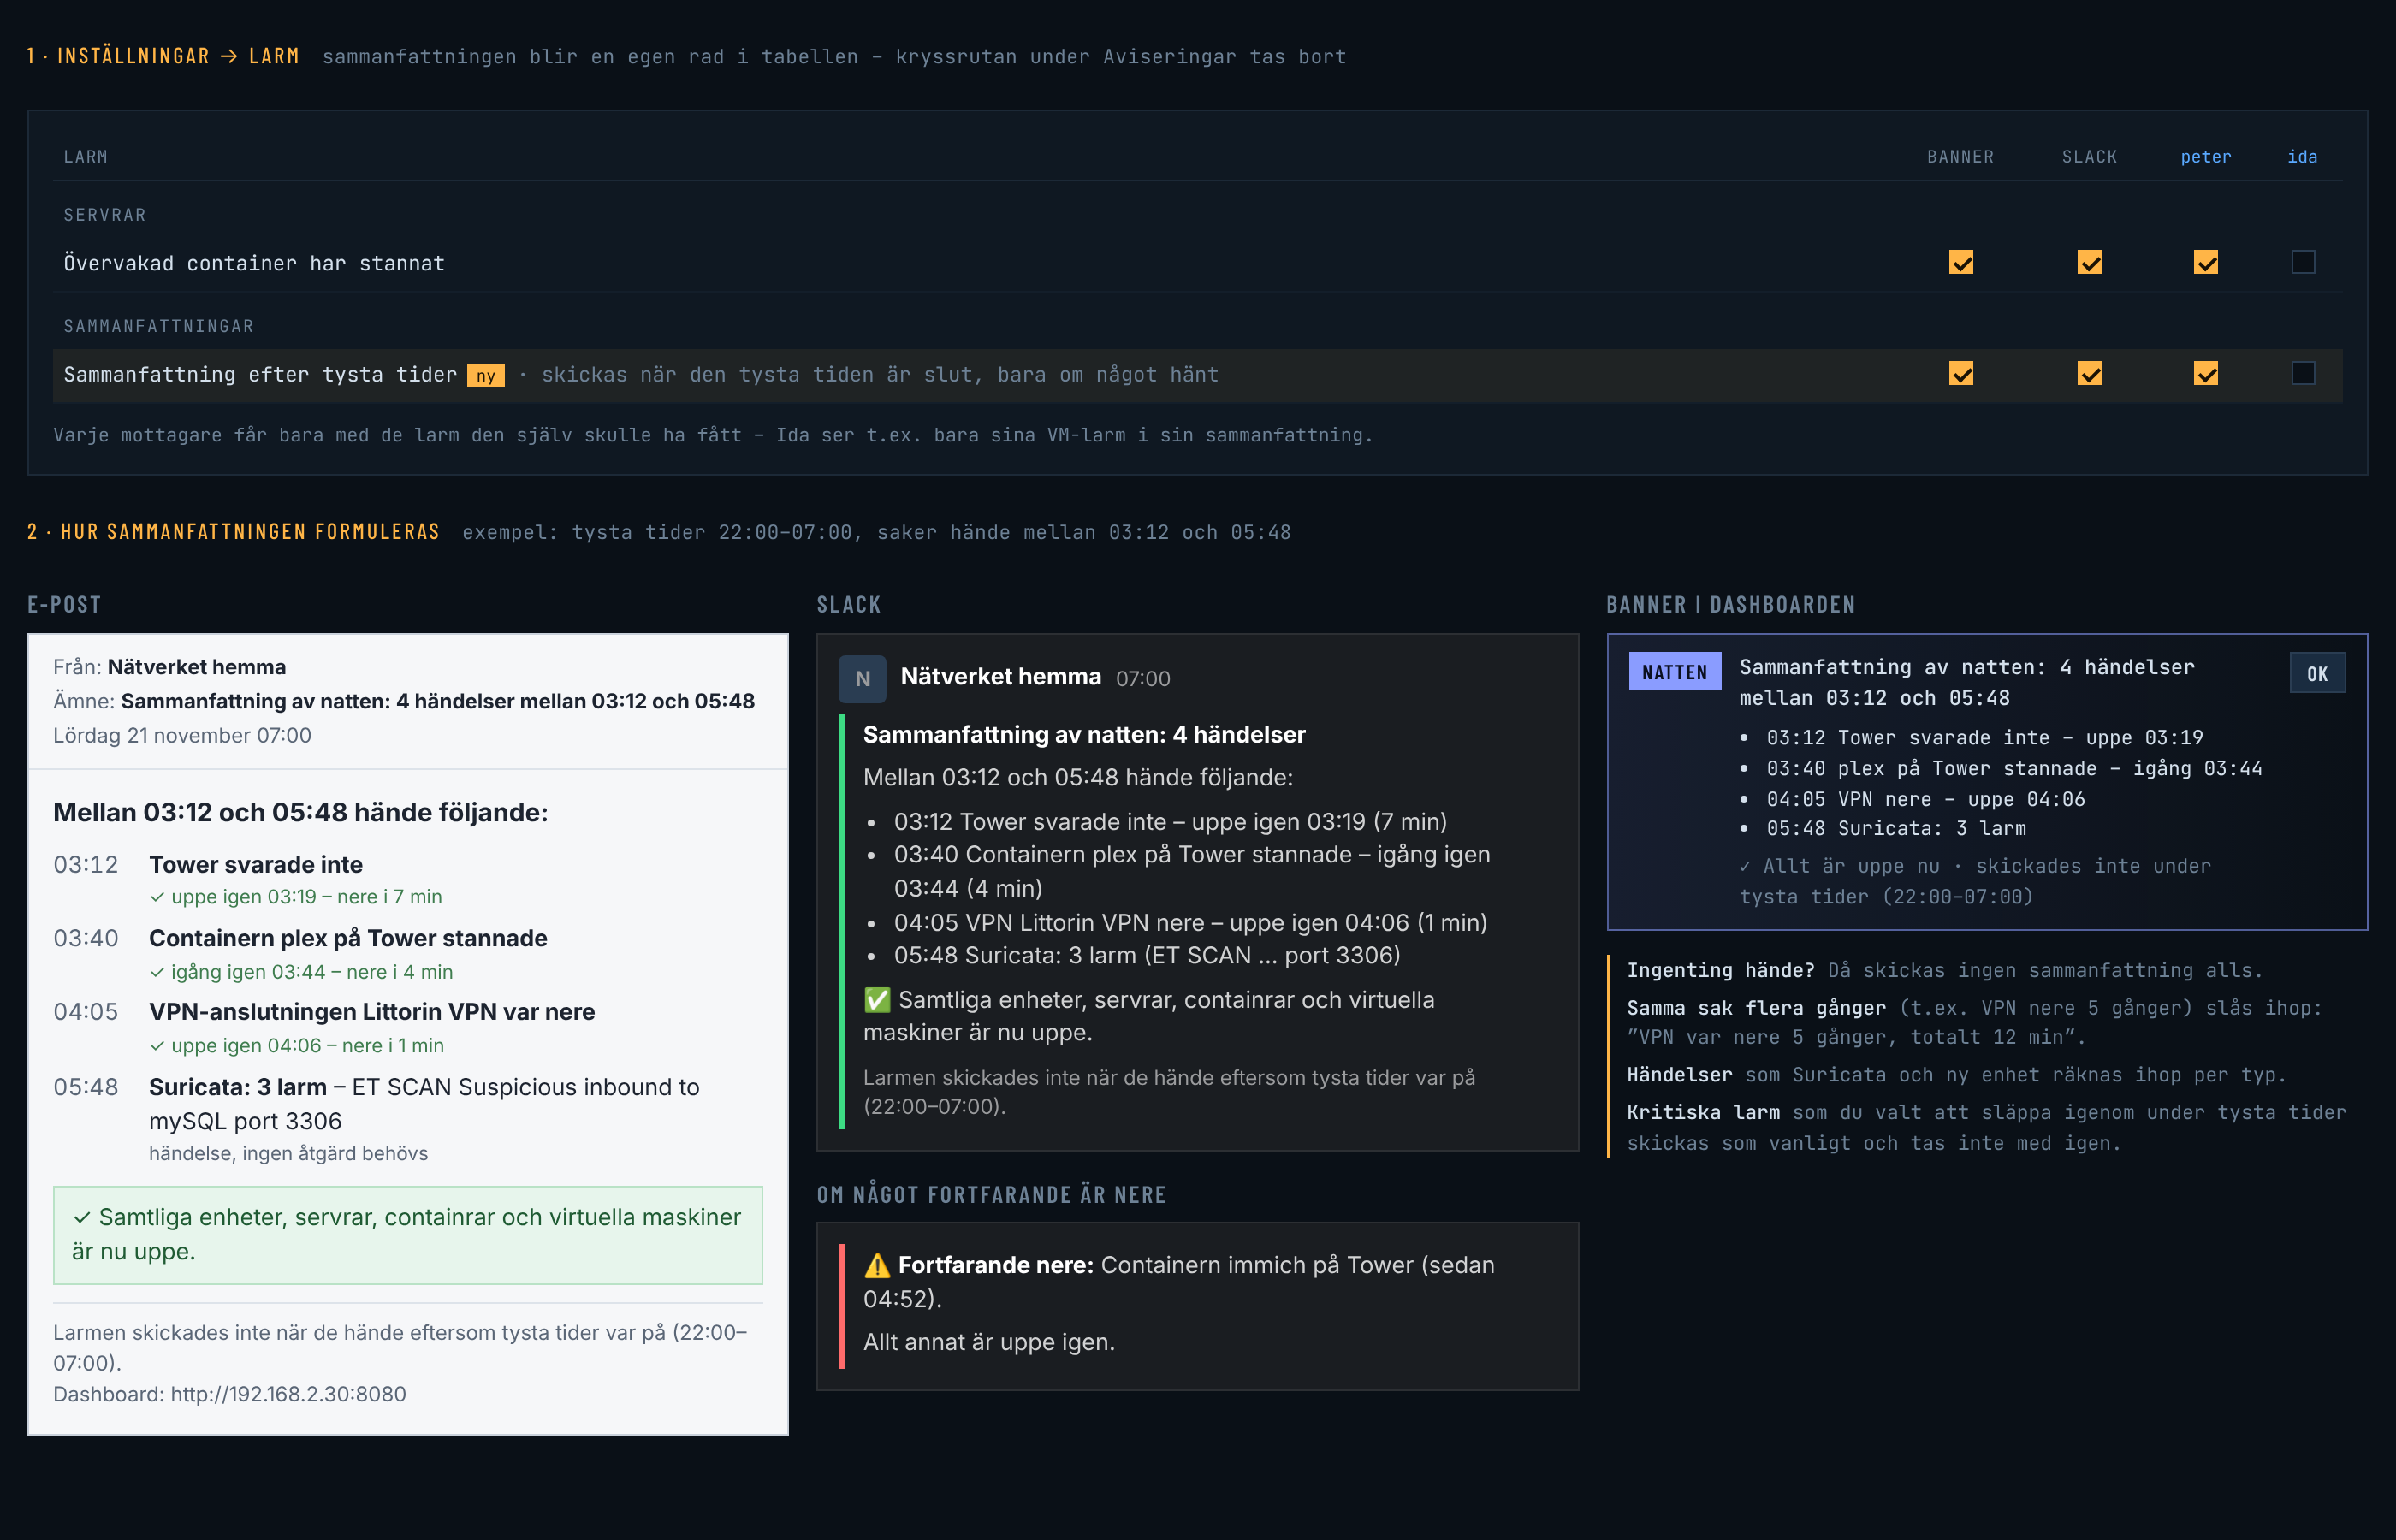 1 · INSTÄLLNINGAR → LARM sammanfattningen blir en egen rad i tabellen – kryssrutan under Aviseringar tas bort
LARM BANNER SLACK peter ida
SERVRAR
Övervakad container har stannat
SAMMANFATTNINGAR
Sammanfattning efter tysta tider ny · skickas när den tysta tiden är slut, bara om något hänt
Varje mottagare får bara med de larm den själv skulle ha fått – Ida ser t.ex. bara sina VM-larm i sin sammanfattning.
2 · HUR SAMMANFATTNINGEN FORMULERAS exempel: tysta tider 22:00–07:00, saker hände mellan 03:12 och 05:48
E-POST
Från: Nätverket hemma
Ämne: Sammanfattning av natten: 4 händelser mellan 03:12 och 05:48
Lördag 21 november 07:00
Mellan 03:12 och 05:48 hände följande:
03:12 Tower svarade inte
✓ uppe igen 03:19 – nere i 7 min
03:40 Containern plex på Tower stannade
✓ igång igen 03:44 – nere i 4 min
04:05 VPN-anslutningen Littorin VPN var nere
✓ uppe igen 04:06 – nere i 1 min
05:48 Suricata: 3 larm – ET SCAN Suspicious inbound to
mySQL port 3306
händelse, ingen åtgärd behövs
✓ Samtliga enheter, servrar, containrar och virtuella maskiner
är nu uppe.
Larmen skickades inte när de hände eftersom tysta tider var på (22:00–
07:00).
Dashboard: http://192.168.2.30:8080
SLACK
N Nätverket hemma 07:00
Sammanfattning av natten: 4 händelser
Mellan 03:12 och 05:48 hände följande:
• 03:12 Tower svarade inte – uppe igen 03:19 (7 min)
• 03:40 Containern plex på Tower stannade – igång igen
03:44 (4 min)
• 04:05 VPN Littorin VPN nere – uppe igen 04:06 (1 min)
• 05:48 Suricata: 3 larm (ET SCAN … port 3306)
✅ Samtliga enheter, servrar, containrar och virtuella
maskiner är nu uppe.
Larmen skickades inte när de hände eftersom tysta tider var på
(22:00–07:00).
OM NÅGOT FORTFARANDE ÄR NERE
⚠️ Fortfarande nere: Containern immich på Tower (sedan
04:52).
Allt annat är uppe igen.
BANNER I DASHBOARDEN
NATTEN Sammanfattning av natten: 4 händelser OK
mellan 03:12 och 05:48
• 03:12 Tower svarade inte – uppe 03:19
• 03:40 plex på Tower stannade – igång 03:44
• 04:05 VPN nere – uppe 04:06
• 05:48 Suricata: 3 larm
✓ Allt är uppe nu · skickades inte under
tysta tider (22:00–07:00)
Ingenting hände? Då skickas ingen sammanfattning alls.
Samma sak flera gånger (t.ex. VPN nere 5 gånger) slås ihop:
”VPN var nere 5 gånger, totalt 12 min”.
Händelser som Suricata och ny enhet räknas ihop per typ.
Kritiska larm som du valt att släppa igenom under tysta tider
skickas som vanligt och tas inte med igen.